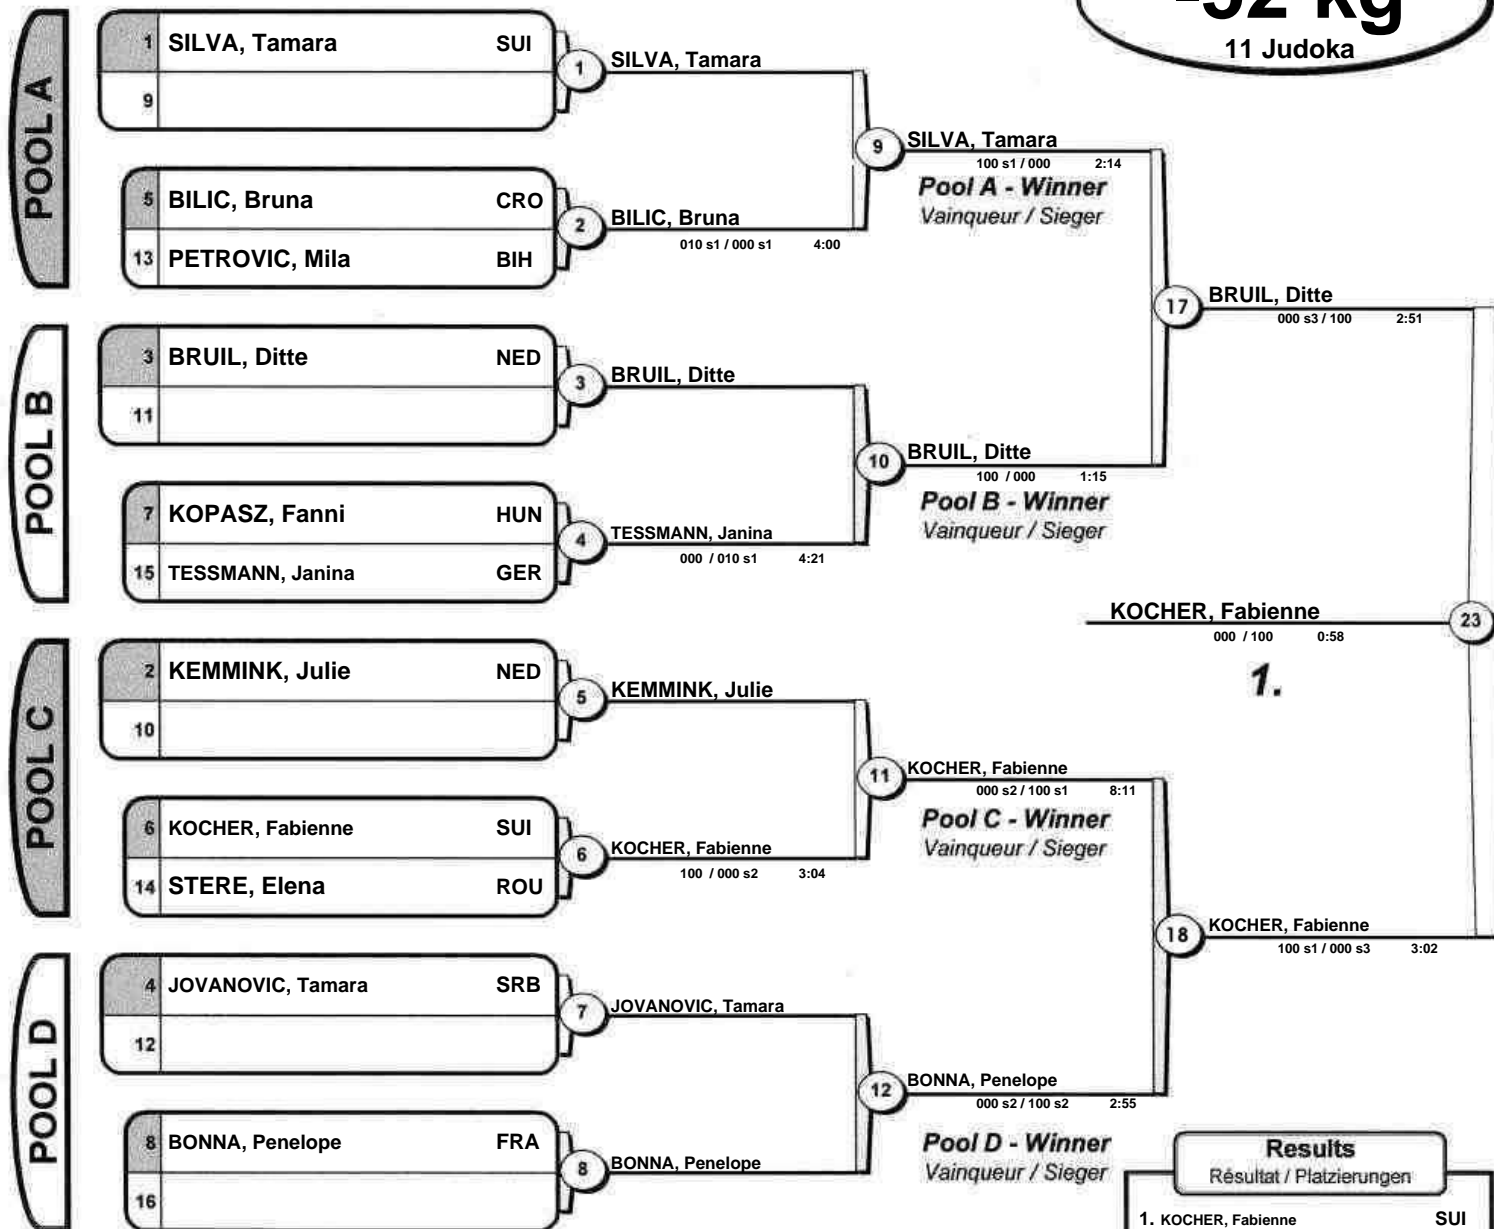 -52 kg
11 Judoka
POOL A
1 SILVA, Tamara SUI
9
5 BILIC, Bruna CRO
13 PETROVIC, Mila BIH
1 SILVA, Tamara
2 BILIC, Bruna
010 s1 / 000 s1 4:00
9 SILVA, Tamara
100 s1 / 000 2:14
Pool A - Winner
Vainqueur / Sieger
POOL B
3 BRUIL, Ditte NED
11
7 KOPASZ, Fanni HUN
15 TESSMANN, Janina GER
3 BRUIL, Ditte
4 TESSMANN, Janina
000 / 010 s1 4:21
10 BRUIL, Ditte
100 / 000 1:15
Pool B - Winner
Vainqueur / Sieger
17 BRUIL, Ditte
000 s3 / 100 2:51
KOCHER, Fabienne 23
000 / 100 0:58
1.
POOL C
2 KEMMINK, Julie NED
10
6 KOCHER, Fabienne SUI
14 STERE, Elena ROU
5 KEMMINK, Julie
6 KOCHER, Fabienne
100 / 000 s2 3:04
11 KOCHER, Fabienne
000 s2 / 100 s1 8:11
Pool C - Winner
Vainqueur / Sieger
18 KOCHER, Fabienne
100 s1 / 000 s3 3:02
POOL D
4 JOVANOVIC, Tamara SRB
12
8 BONNA, Penelope FRA
16
7 JOVANOVIC, Tamara
8 BONNA, Penelope
12 BONNA, Penelope
000 s2 / 100 s2 2:55
Pool D - Winner
Vainqueur / Sieger
Results
Résultat / Platzierungen
1. KOCHER, Fabienne SUI